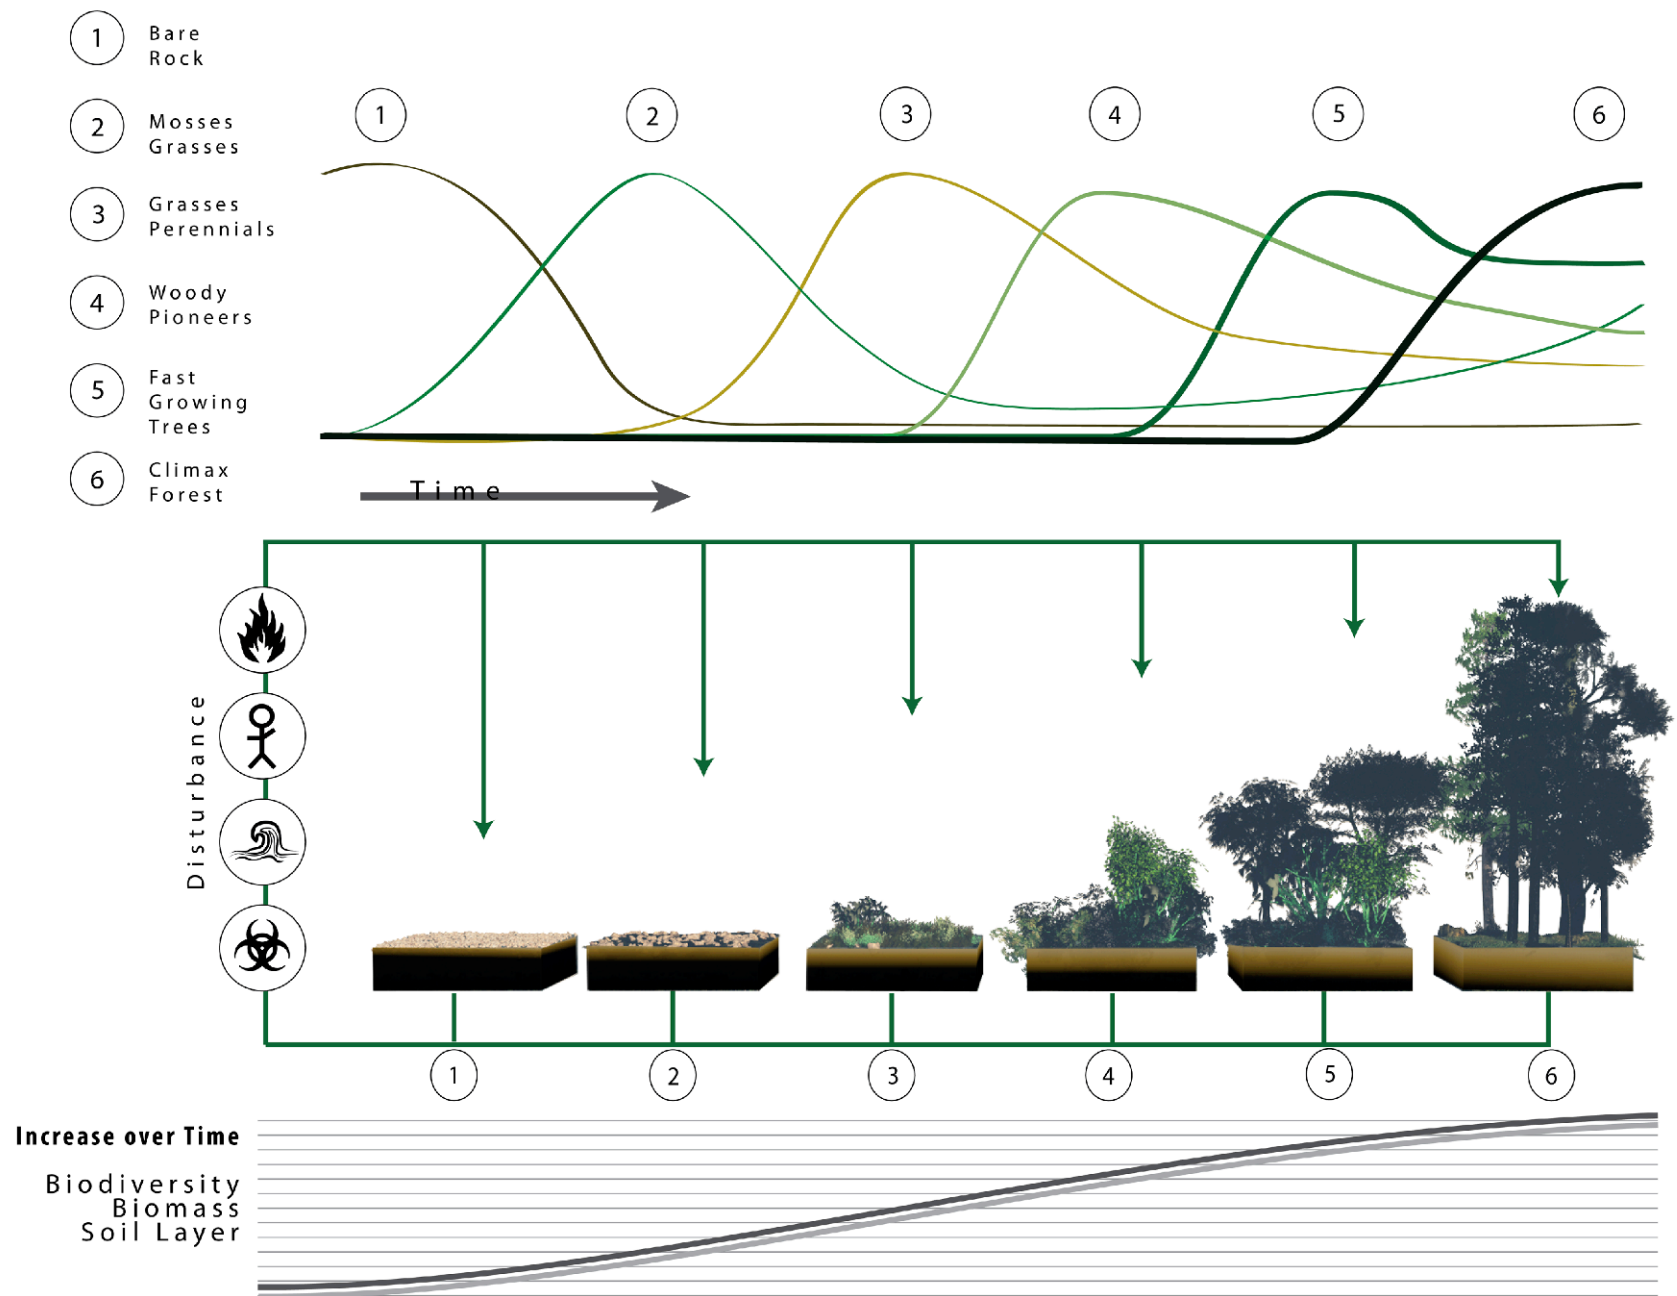 1
Bare
Rock
2
Mosses
Grasses
3
Grasses
Perennials
4
Woody
Pioneers
5
Fast
Growing
Trees
6
Climax
Forest
1 2 3 4 5 6
Time
Disturbance
1 2 3 4 5 6
Increase over Time
Biodiversity
Biomass
Soil Layer